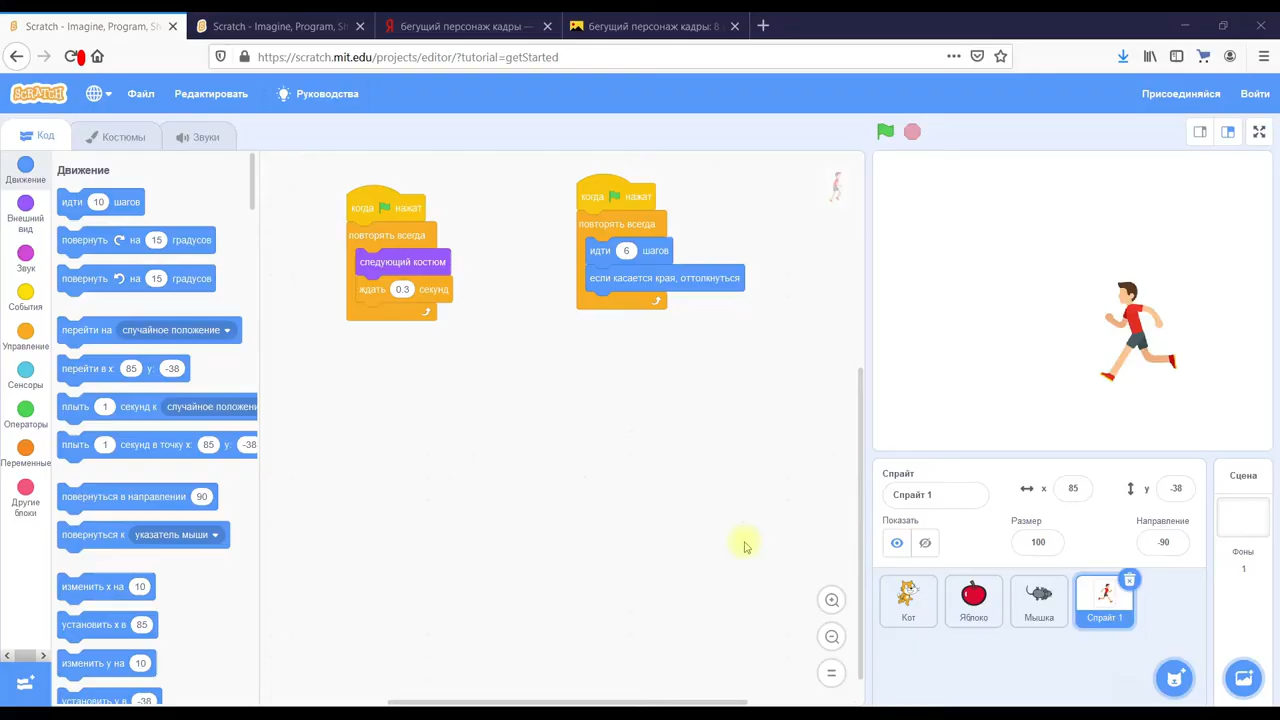 Scratch - Imagine, Program, Sh
Scratch - Imagine, Program, Sh
бегущий персонаж кадры —
бегущий персонаж кадры: 8
https://scratch.mit.edu/projects/editor/?tutorial=getStarted
SCRATCH
Файл
Редактировать
Руководства
Присоединяйся
Войти
Код
Костюмы
Звуки
Движение
Внешний
вид
Звук
События
Управление
Сенсоры
Операторы
Переменные
Другие
блоки
Движение
идти 10 шагов
повернуть на 15 градусов
повернуть на 15 градусов
перейти на случайное положение
перейти в x: 85 y: -38
плыть 1 секунд к случайное положени
плыть 1 секунд в точку x: 85 y: -38
повернуться в направлении 90
повернуться к указатель мыши
изменить x на 10
установить x в 85
изменить y на 10
установить y в -38
когда нажат
повторять всегда
следующий костюм
ждать 0.3 секунд
когда нажат
повторять всегда
идти 6 шагов
если касается края, оттолкнуться
Спрайт
Спрайт 1
x 85
y -38
Показать
Размер
100
Направление
-90
Кот
Яблоко
Мышка
Спрайт 1
Сцена
Фоны
1